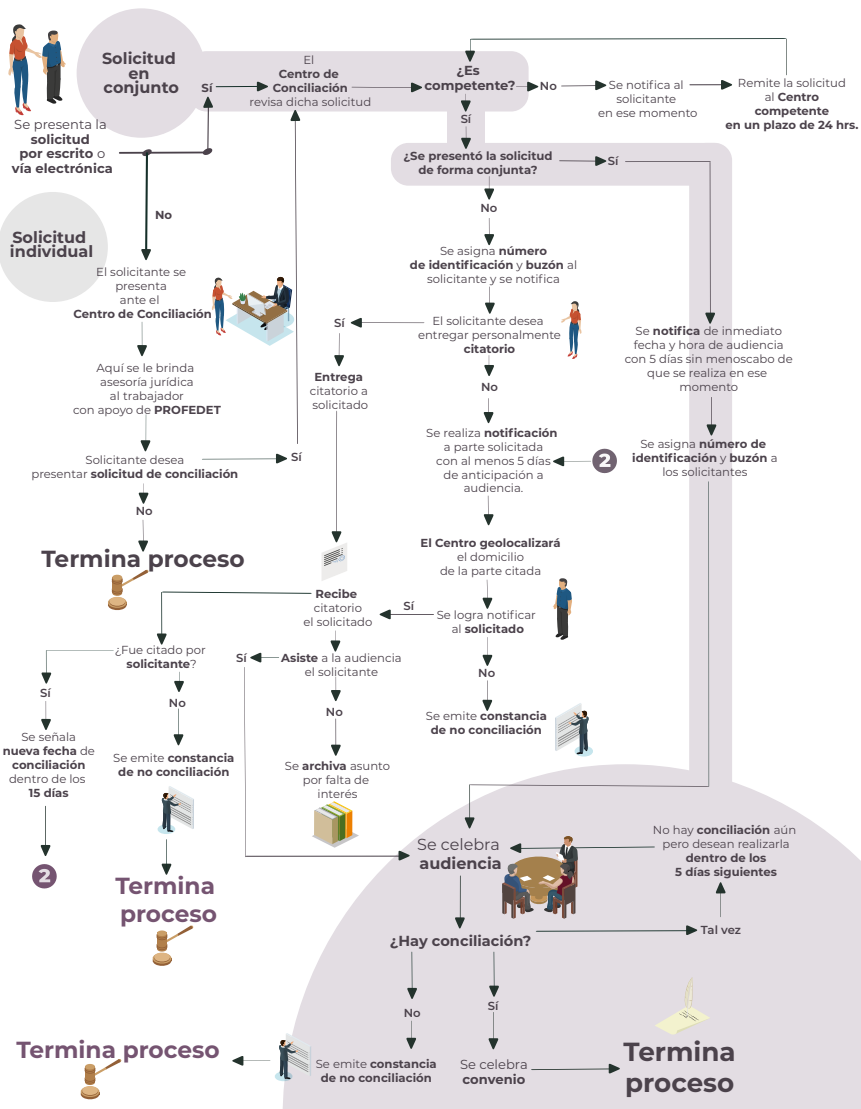 Solicitud
en
conjunto
Se presenta la
solicitud
por escrito o
vía electrónica
Sí
El
Centro de
Conciliación
revisa dicha solicitud
¿Es
competente?
No
Se notifica al
solicitante
en ese momento
Remite la solicitud
al Centro
competente
en un plazo de 24 hrs.
Sí
¿Se presentó la solicitud
de forma conjunta?
Sí
No
No
Solicitud
individual
El solicitante se
presenta
ante el
Centro de Conciliación
Aquí se le brinda
asesoría jurídica
al trabajador
con apoyo de PROFEDET
Solicitante desea
presentar solicitud de conciliación
Sí
No
Termina proceso
Se asigna número
de identificación y buzón al
solicitante y se notifica
El solicitante desea
entregar personalmente
citatorio
Sí
Entrega
citatorio a
solicitado
No
Se realiza notificación
a parte solicitada
con al menos 5 días
de anticipación a
audiencia.
2
El Centro geolocalizará
el domicilio
de la parte citada
Se logra notificar
al solicitado
Sí
No
Se emite constancia
de no conciliación
Se notifica de inmediato
fecha y hora de audiencia
con 5 días sin menoscabo de
que se realiza en ese
momento
Se asigna número de
identificación y buzón a
los solicitantes
Recibe
citatorio
el solicitado
Asiste a la audiencia
el solicitante
Sí
No
Se archiva asunto
por falta de
interés
¿Fue citado por
solicitante?
Sí
No
Se señala
nueva fecha de
conciliación
dentro de los
15 días
2
Se emite constancia
de no conciliación
Termina
proceso
Se celebra
audiencia
No hay conciliación aún
pero desean realizarla
dentro de los
5 días siguientes
¿Hay conciliación?
Tal vez
No
Sí
Se emite constancia
de no conciliación
Termina proceso
Se celebra
convenio
Termina
proceso